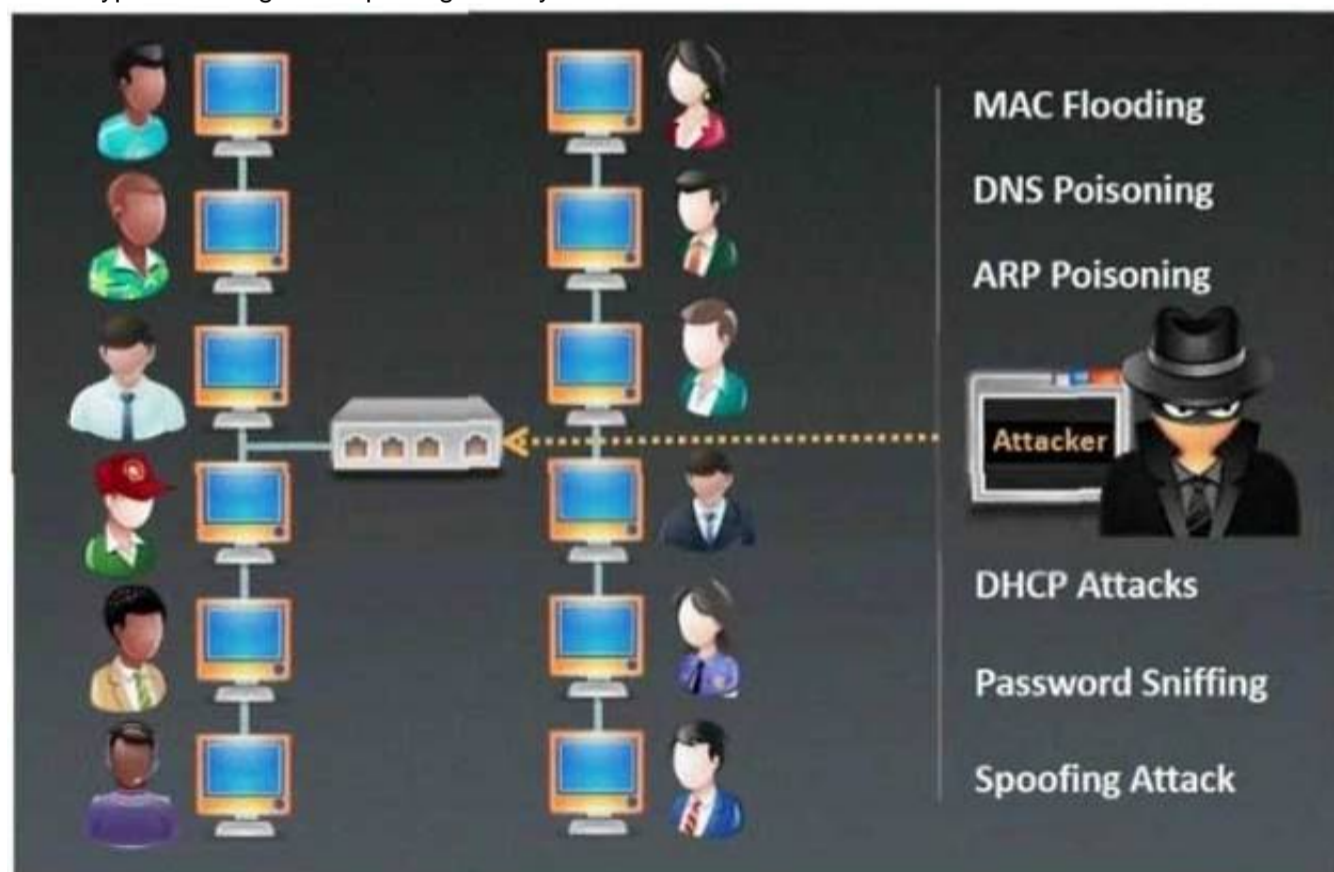 MAC Flooding
DNS Poisoning
ARP Poisoning
Attacker
DHCP Attacks
Password Sniffing
Spoofing Attack